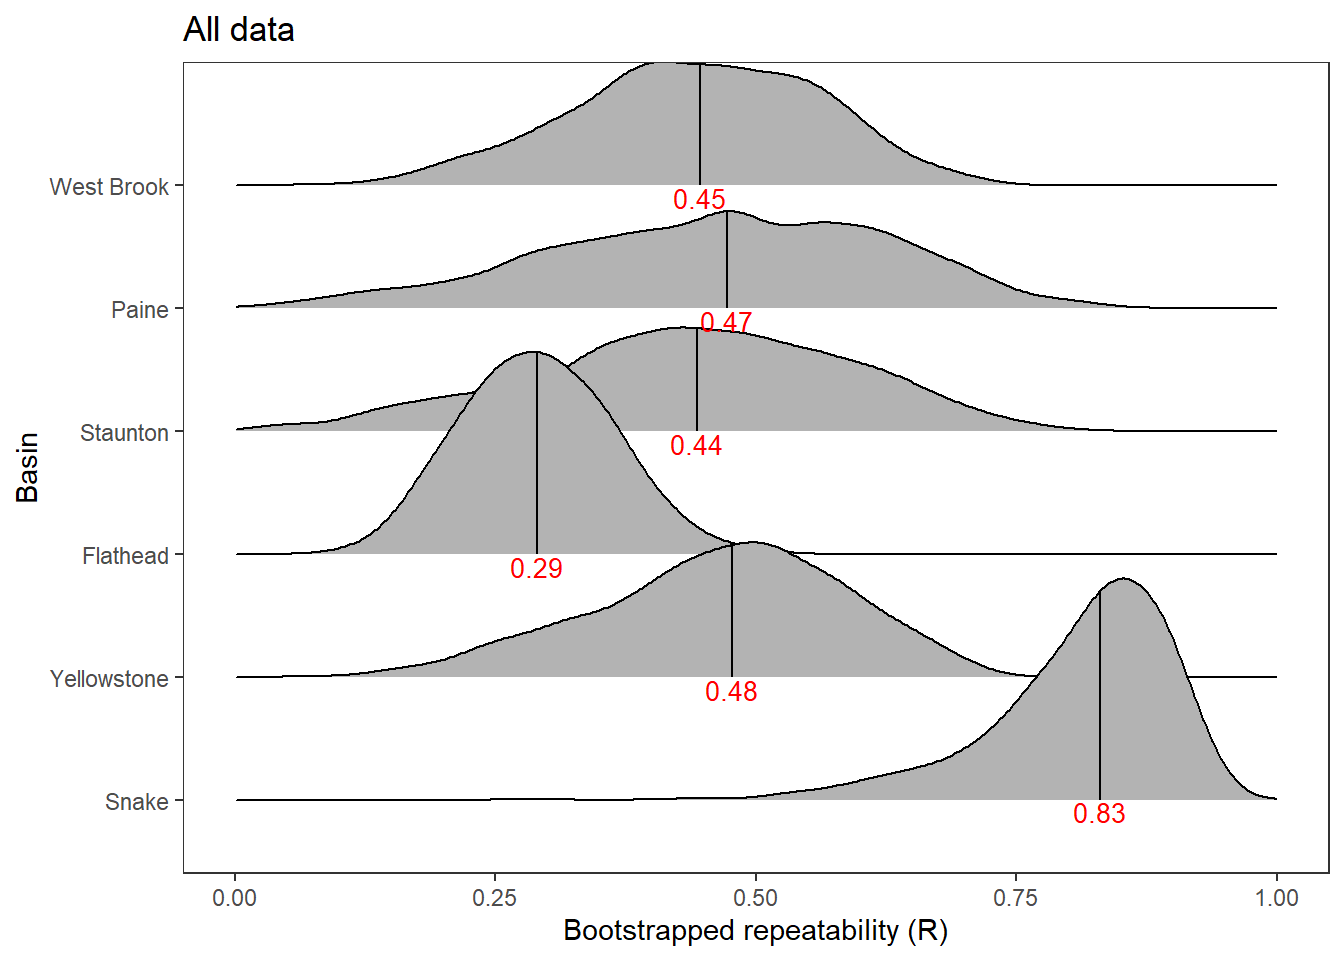 All data
West Brook
0.45
Paine
0.47
Staunton
0.44
Flathead
0.29
Yellowstone
0.48
Snake
0.83
Basin
0.00 0.25 0.50 0.75 1.00
Bootstrapped repeatability (R)